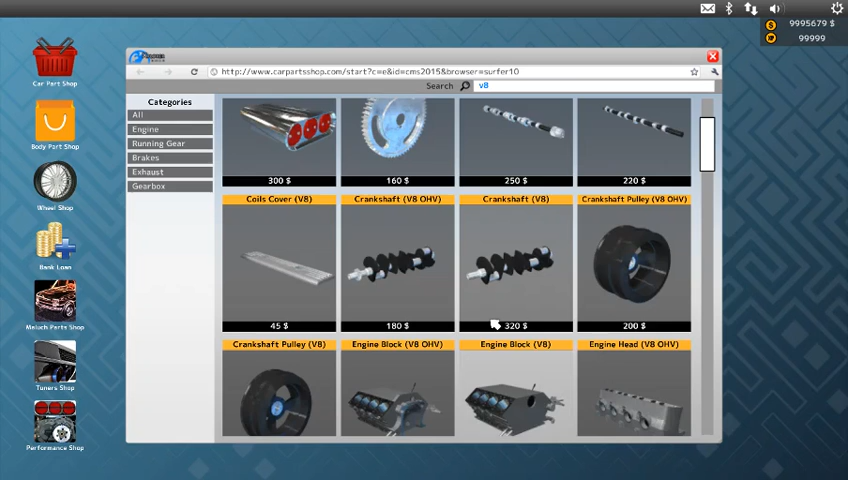 9995679 $
99999
Car Part Shop
Body Part Shop
Wheel Shop
Bank Loan
Maluch Parts Shop
Tuners Shop
Performance Shop
http://www.carpartsshop.com/start?c=e&id=cms2015&browser=surfer10
Search v8
Categories
All
Engine
Running Gear
Brakes
Exhaust
Gearbox
300 $ 160 $ 250 $ 220 $
Coils Cover (V8) Crankshaft (V8 OHV) Crankshaft (V8) Crankshaft Pulley (V8 OHV)
45 $ 180 $ 320 $ 200 $
Crankshaft Pulley (V8) Engine Block (V8 OHV) Engine Block (V8) Engine Head (V8 OHV)